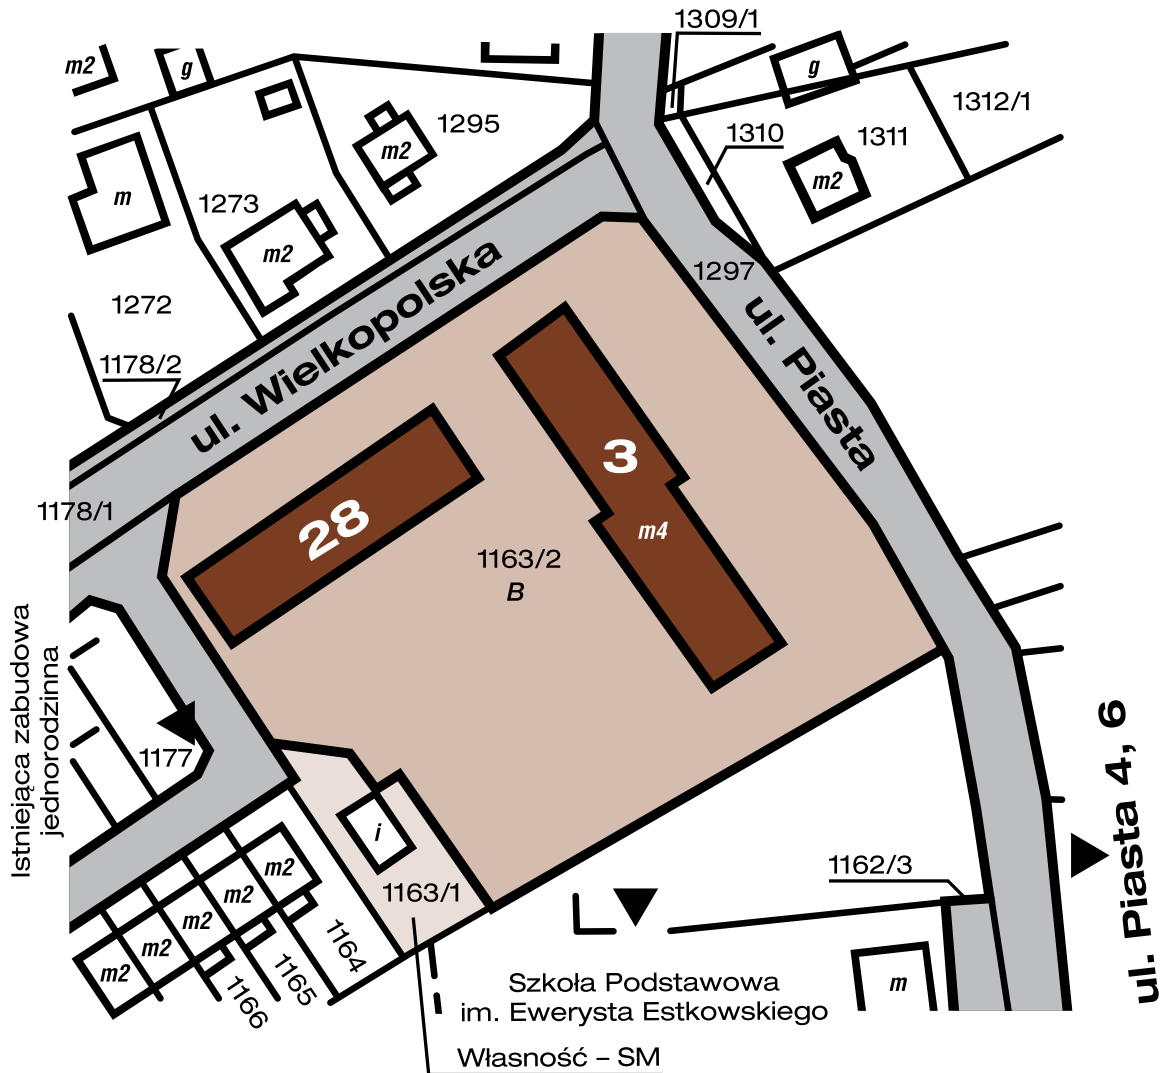 1309/1
m2
g
g
1312/1
1295
1310
1311
m2
m2
m
1273
m2
1297
1272
ul. Wielkopolska
ul. Piasta
1178/2
3
28
m4
1178/1
1163/2
B
Istniejąca zabudowa
jednorodzinna
1177
ul. Piasta 4, 6
i
1162/3
m2
m2
m2
m2
m2
1163/1
1164
1165
1166
Szkoła Podstawowa
im. Ewerysta Estkowskiego
m
Własność – SM